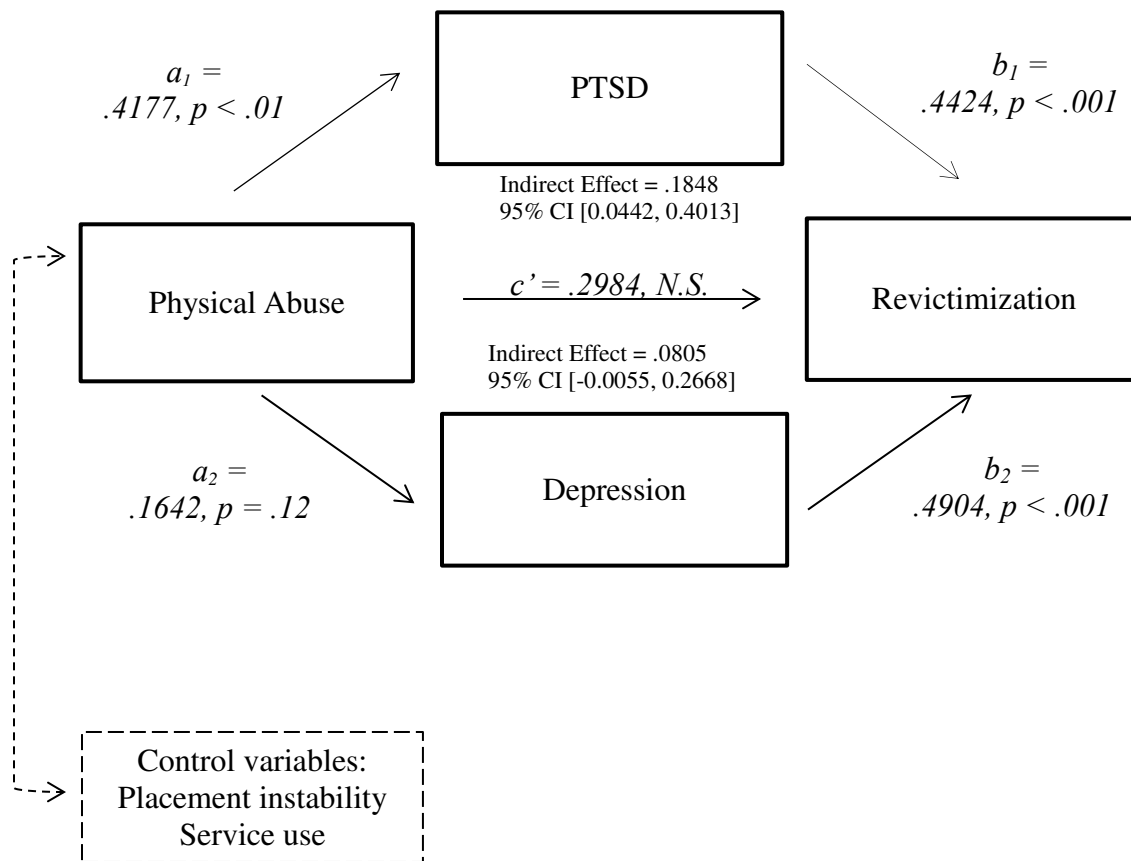 a₁ =
.4177, p < .01
PTSD
b₁ =
.4424, p < .001
Indirect Effect = .1848
95% CI [0.0442, 0.4013]
Physical Abuse
c’ = .2984, N.S.
Revictimization
Indirect Effect = .0805
95% CI [-0.0055, 0.2668]
a₂ =
.1642, p = .12
Depression
b₂ =
.4904, p < .001
Control variables:
Placement instability
Service use